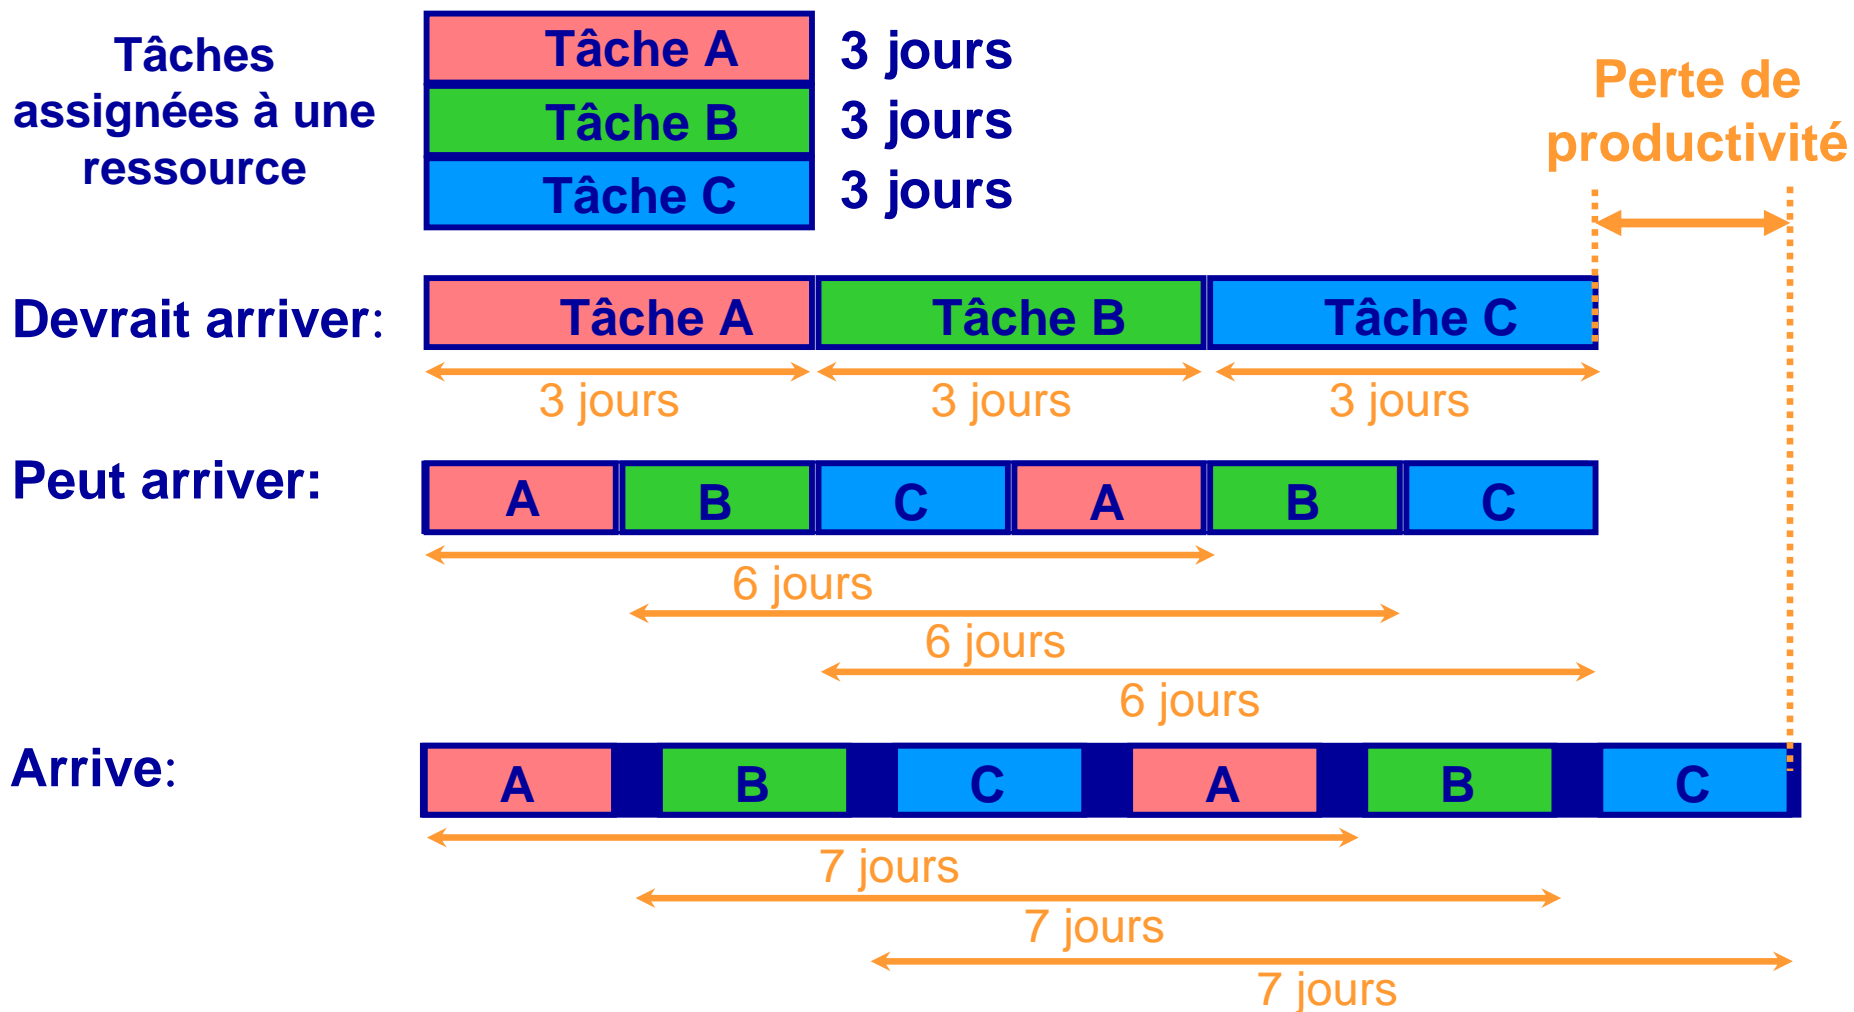 Tâches
assignées à une
ressource
Tâche A 3 jours
Tâche B 3 jours
Tâche C 3 jours
Perte de
productivité
Devrait arriver:
Tâche A Tâche B Tâche C
3 jours 3 jours 3 jours
Peut arriver:
A B C A B C
6 jours
6 jours
6 jours
Arrive:
A B C A B C
7 jours
7 jours
7 jours